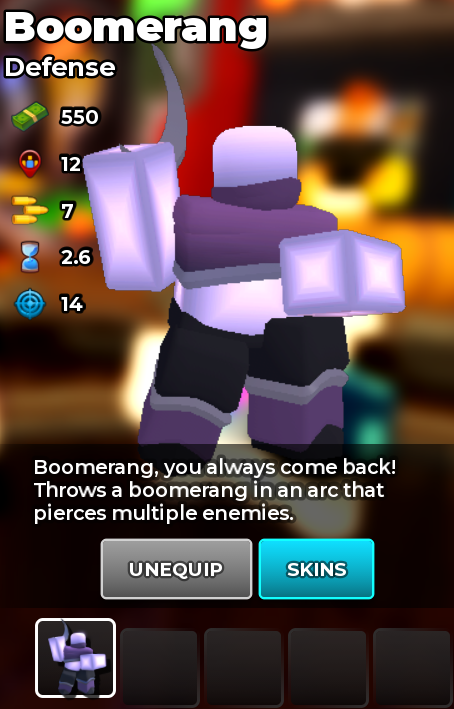 Boomerang
Defense
550
12
7
2.6
14
Boomerang, you always come back!
Throws a boomerang in an arc that
pierces multiple enemies.
UNEQUIP
SKINS